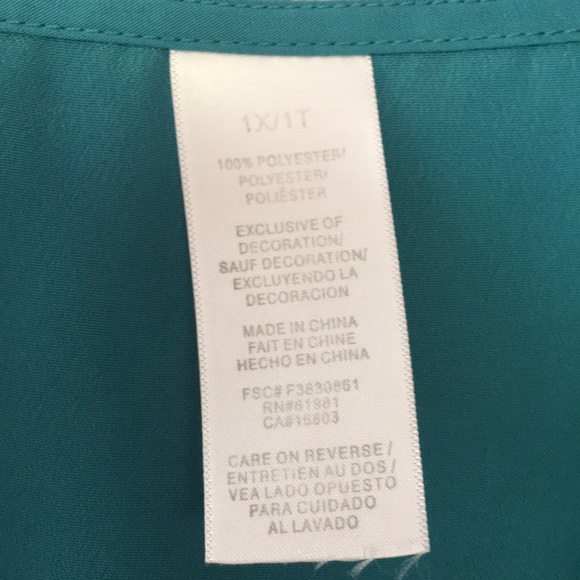 1X/1T
100% POLYESTER/
POLYESTER/
POLIÉSTER
EXCLUSIVE OF
DECORATION/
SAUF DECORATION/
EXCLUYENDO LA
DECORACION
MADE IN CHINA
FAIT EN CHINE
HECHO EN CHINA
FSC# F3830861
RN#61981
CA#15803
CARE ON REVERSE /
ENTRETIEN AU DOS /
VEA LADO OPUESTO
PARA CUIDADO
AL LAVADO